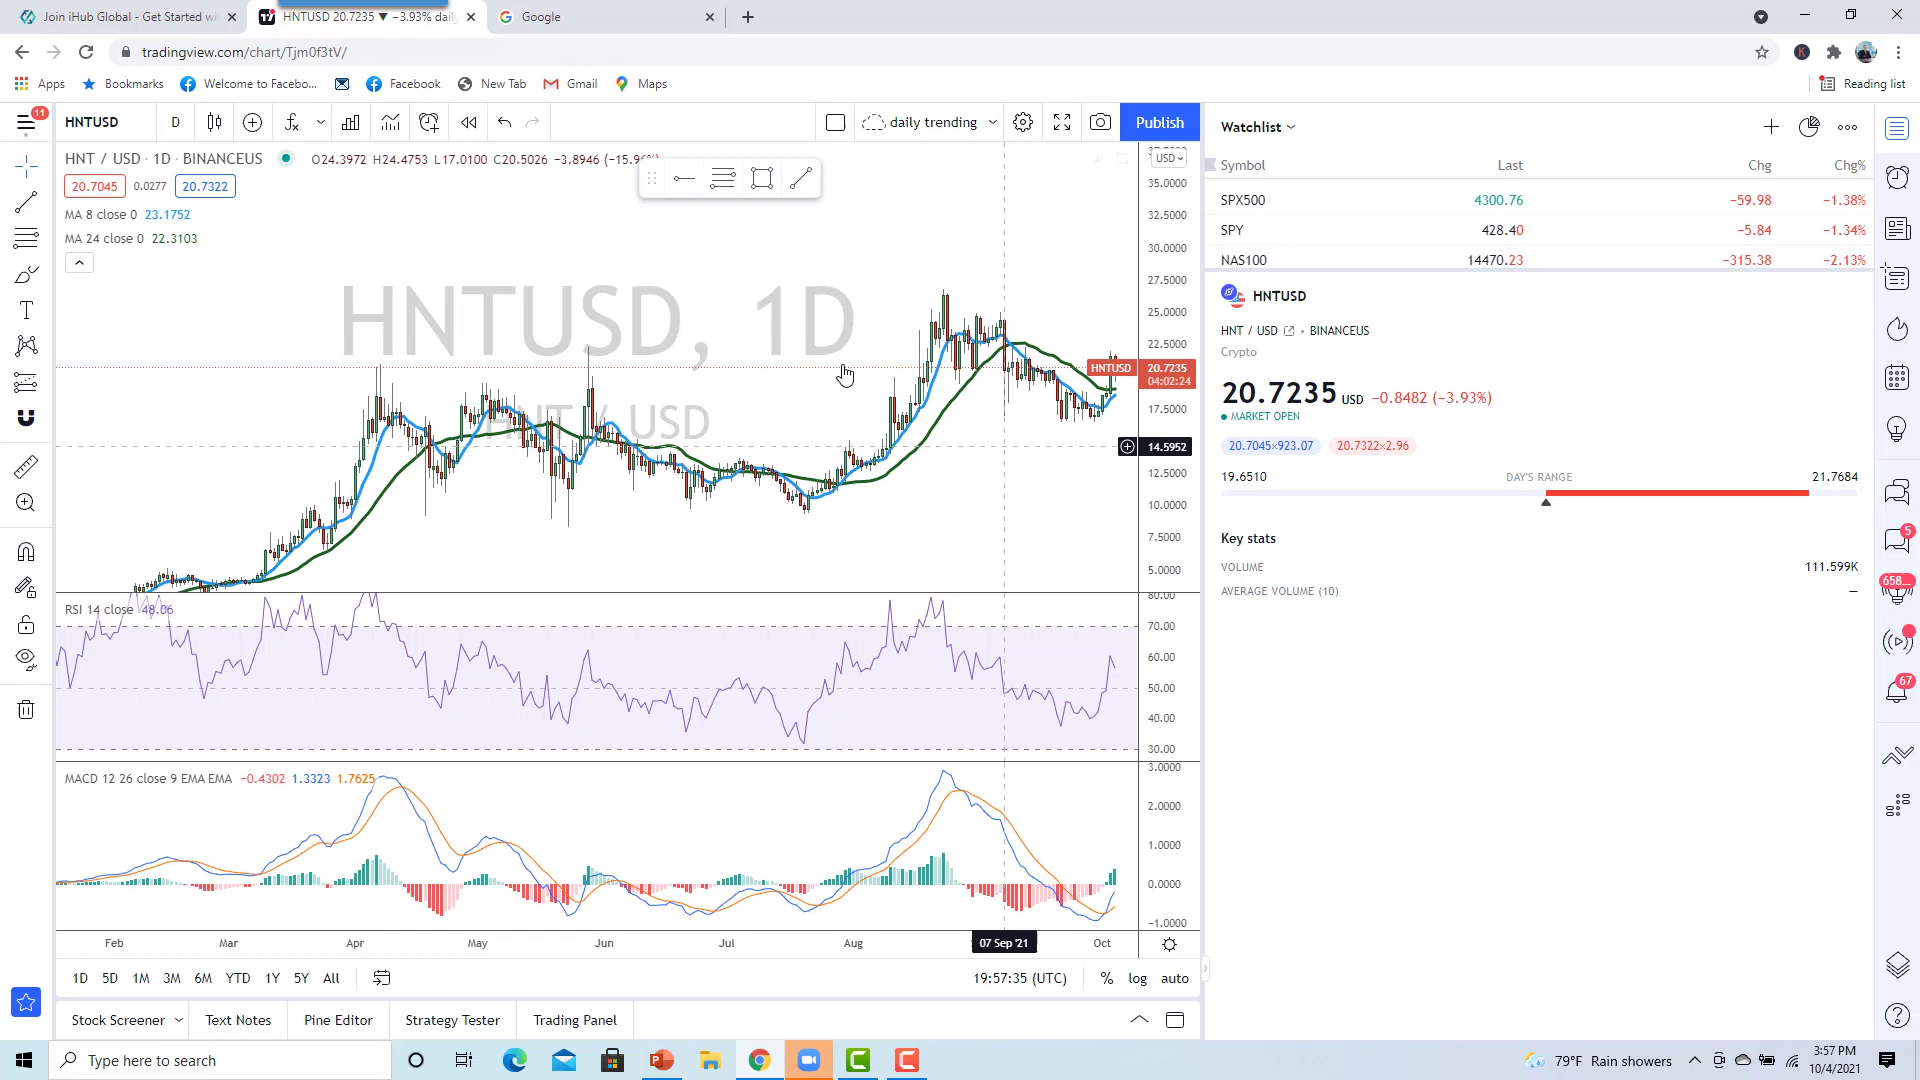 Join iHub Global - Get Started wi
HNTUSD 20.7235 ▼ −3.93% daily
Google
tradingview.com/chart/Tjm0f3tV/
Apps
Bookmarks
Welcome to Facebo...
Facebook
New Tab
Gmail
Maps
Reading list
11
HNTUSD
D
daily trending
Publish
HNT / USD · 1D · BINANCEUS
O24.3972 H24.4753 L17.0100 C20.5026 −3.8946
USD
20.7045
0.0277
20.7322
MA 8 close 0 23.1752
MA 24 close 0 22.3103
HNTUSD, 1D
HNT / USD
35.0000
32.5000
30.0000
27.5000
25.0000
22.5000
HNTUSD
20.7235
04:02:24
17.5000
14.5952
12.5000
10.0000
7.5000
5.0000
RSI 14 close 48.06
80.00
70.00
60.00
50.00
40.00
30.00
MACD 12 26 close 9 EMA EMA −0.4302 1.3323 1.7625
3.0000
2.0000
1.0000
0.0000
−1.0000
Feb
Mar
Apr
May
Jun
Jul
Aug
07 Sep '21
Oct
1D
5D
1M
3M
6M
YTD
1Y
5Y
All
19:57:35 (UTC)
%
log
auto
Stock Screener
Text Notes
Pine Editor
Strategy Tester
Trading Panel
Watchlist
Symbol Last Chg Chg%
SPX500 4300.76 −59.98 −1.38%
SPY 428.40 −5.84 −1.34%
NAS100 14470.23 −315.38 −2.13%
HNTUSD
HNT / USD • BINANCEUS
Crypto
20.7235 USD −0.8482 (−3.93%)
MARKET OPEN
20.7045×923.07
20.7322×2.96
19.6510 DAY'S RANGE 21.7684
Key stats
VOLUME 111.599K
AVERAGE VOLUME (10) —
5
658...
67
Type here to search
79°F Rain showers
3:57 PM
10/4/2021